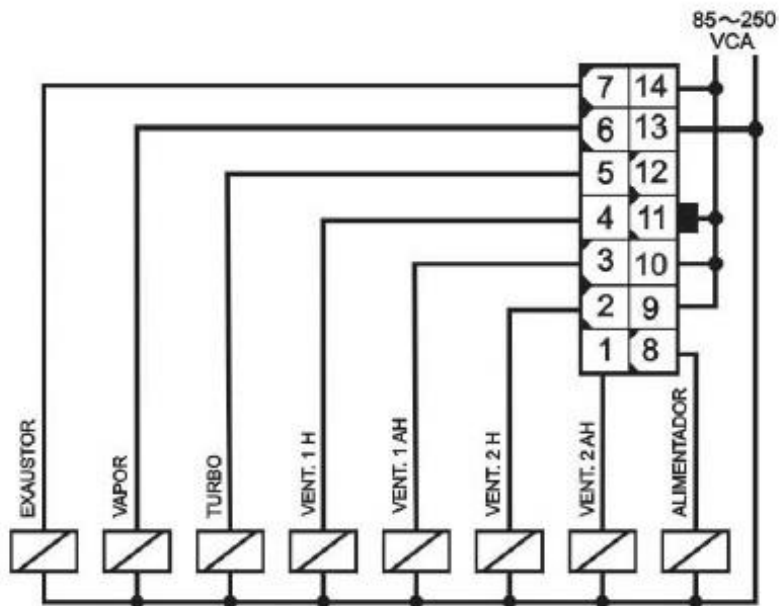 85～250
VCA
7 14
6 13
5 12
4 11
3 10
2 9
1 8
EXAUSTOR
VAPOR
TURBO
VENT. 1 H
VENT. 1 AH
VENT. 2 H
VENT. 2 AH
ALIMENTADOR